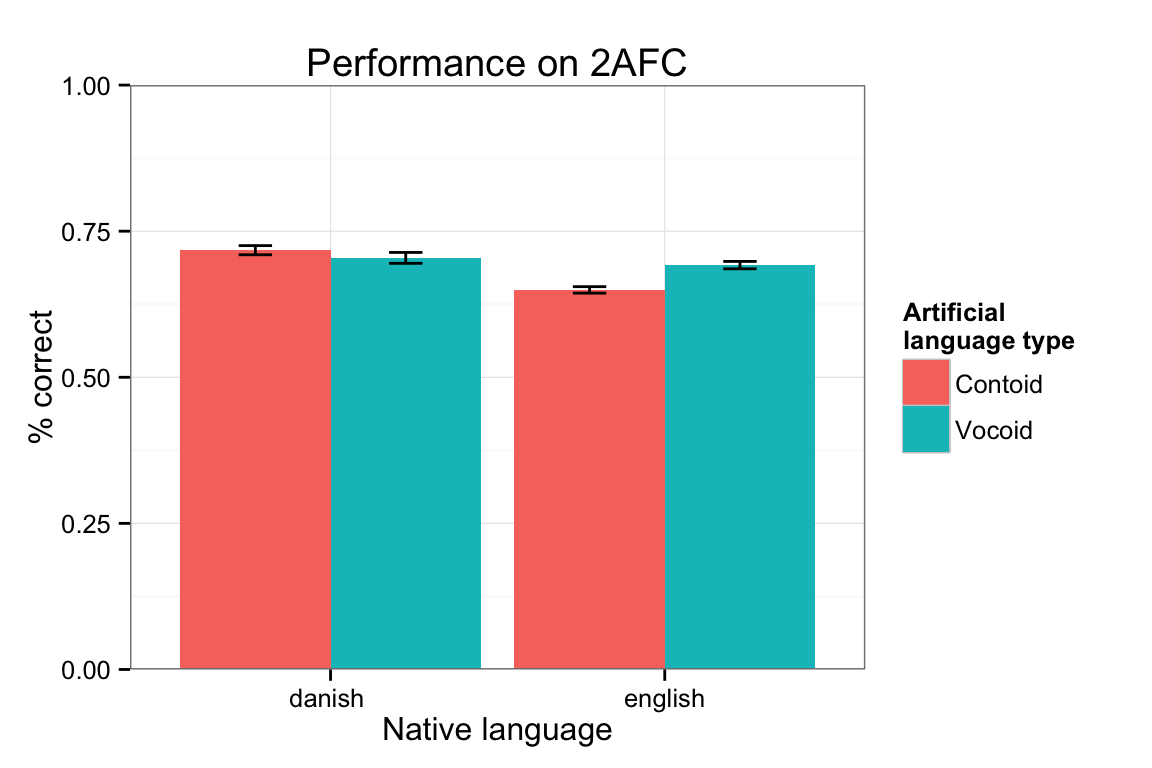 Performance on 2AFC
1.00
0.75
0.50
0.25
0.00
% correct
danish
english
Native language
Artificial
language type
Contoid
Vocoid